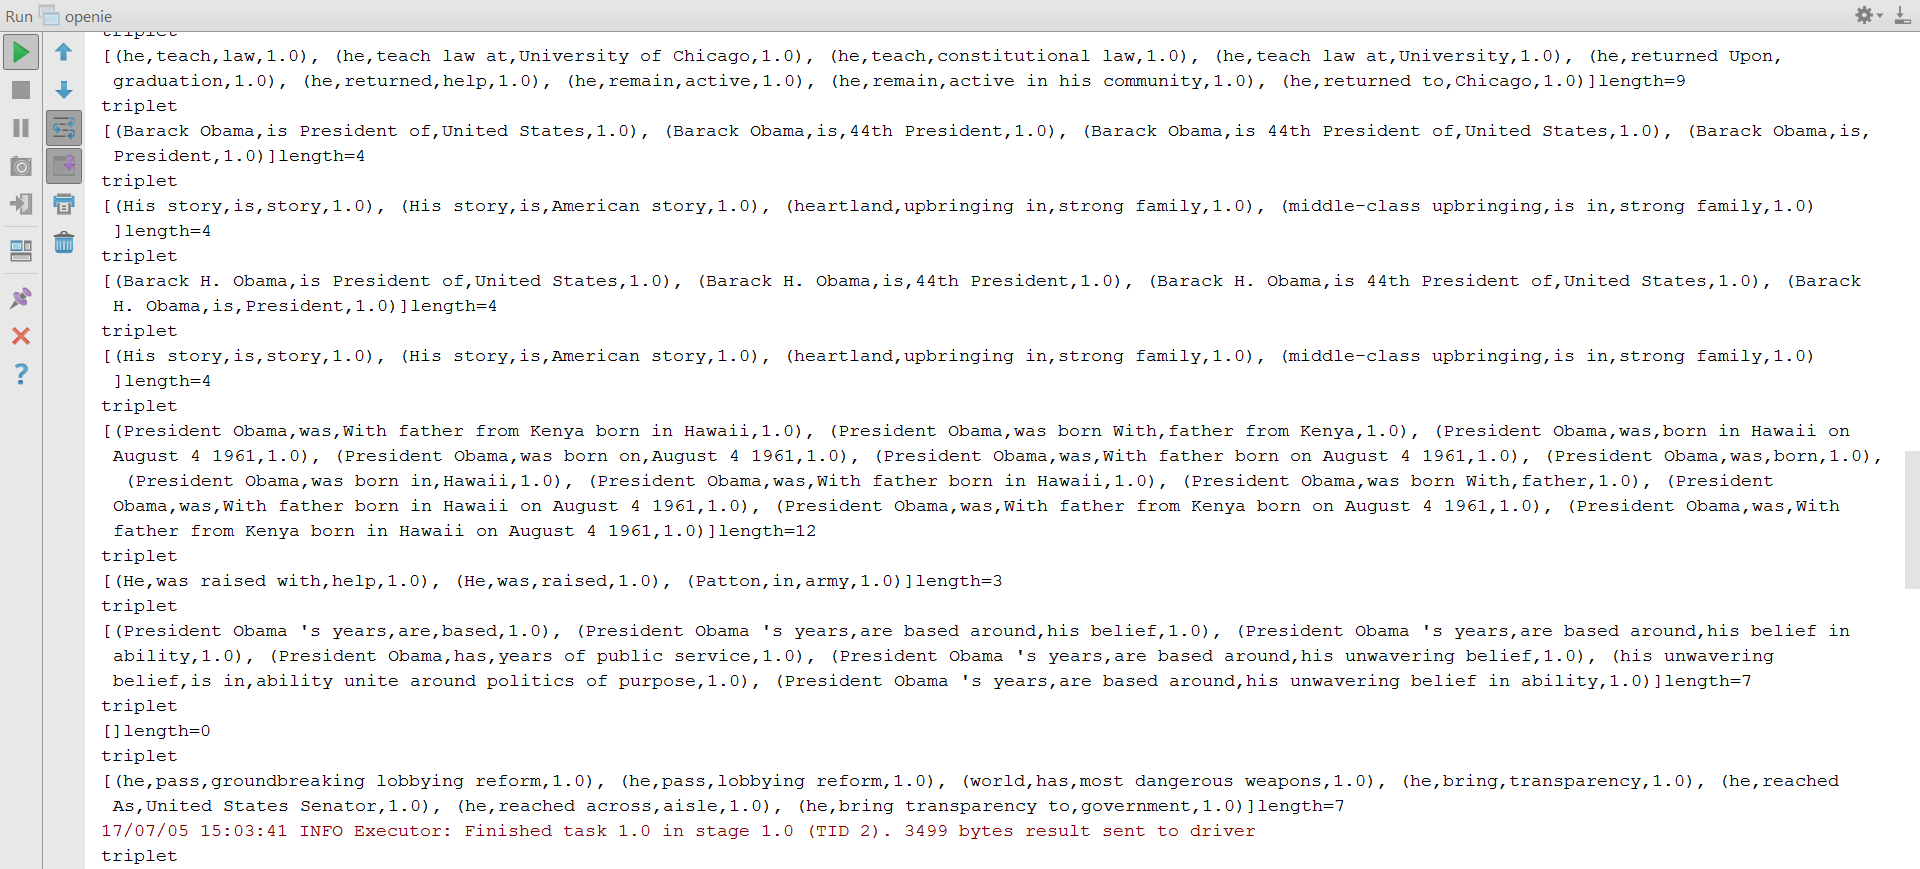 Run openie
triplet
[(he,teach,law,1.0), (he,teach law at,University of Chicago,1.0), (he,teach,constitutional law,1.0), (he,teach law at,University,1.0), (he,returned Upon,
graduation,1.0), (he,returned,help,1.0), (he,remain,active,1.0), (he,remain,active in his community,1.0), (he,returned to,Chicago,1.0)]length=9
triplet
[(Barack Obama,is President of,United States,1.0), (Barack Obama,is,44th President,1.0), (Barack Obama,is 44th President of,United States,1.0), (Barack Obama,is,
President,1.0)]length=4
triplet
[(His story,is,story,1.0), (His story,is,American story,1.0), (heartland,upbringing in,strong family,1.0), (middle-class upbringing,is in,strong family,1.0)
]length=4
triplet
[(Barack H. Obama,is President of,United States,1.0), (Barack H. Obama,is,44th President,1.0), (Barack H. Obama,is 44th President of,United States,1.0), (Barack
H. Obama,is,President,1.0)]length=4
triplet
[(His story,is,story,1.0), (His story,is,American story,1.0), (heartland,upbringing in,strong family,1.0), (middle-class upbringing,is in,strong family,1.0)
]length=4
triplet
[(President Obama,was,With father from Kenya born in Hawaii,1.0), (President Obama,was born With,father from Kenya,1.0), (President Obama,was,born in Hawaii on
August 4 1961,1.0), (President Obama,was born on,August 4 1961,1.0), (President Obama,was,With father born on August 4 1961,1.0), (President Obama,was,born,1.0),
(President Obama,was born in,Hawaii,1.0), (President Obama,was,With father born in Hawaii,1.0), (President Obama,was born With,father,1.0), (President
Obama,was,With father born in Hawaii on August 4 1961,1.0), (President Obama,was,With father from Kenya born on August 4 1961,1.0), (President Obama,was,With
father from Kenya born in Hawaii on August 4 1961,1.0)]length=12
triplet
[(He,was raised with,help,1.0), (He,was,raised,1.0), (Patton,in,army,1.0)]length=3
triplet
[(President Obama 's years,are,based,1.0), (President Obama 's years,are based around,his belief,1.0), (President Obama 's years,are based around,his belief in
ability,1.0), (President Obama,has,years of public service,1.0), (President Obama 's years,are based around,his unwavering belief,1.0), (his unwavering
belief,is in,ability unite around politics of purpose,1.0), (President Obama 's years,are based around,his unwavering belief in ability,1.0)]length=7
triplet
[]length=0
triplet
[(he,pass,groundbreaking lobbying reform,1.0), (he,pass,lobbying reform,1.0), (world,has,most dangerous weapons,1.0), (he,bring,transparency,1.0), (he,reached
As,United States Senator,1.0), (he,reached across,aisle,1.0), (he,bring transparency to,government,1.0)]length=7
17/07/05 15:03:41 INFO Executor: Finished task 1.0 in stage 1.0 (TID 2). 3499 bytes result sent to driver
triplet